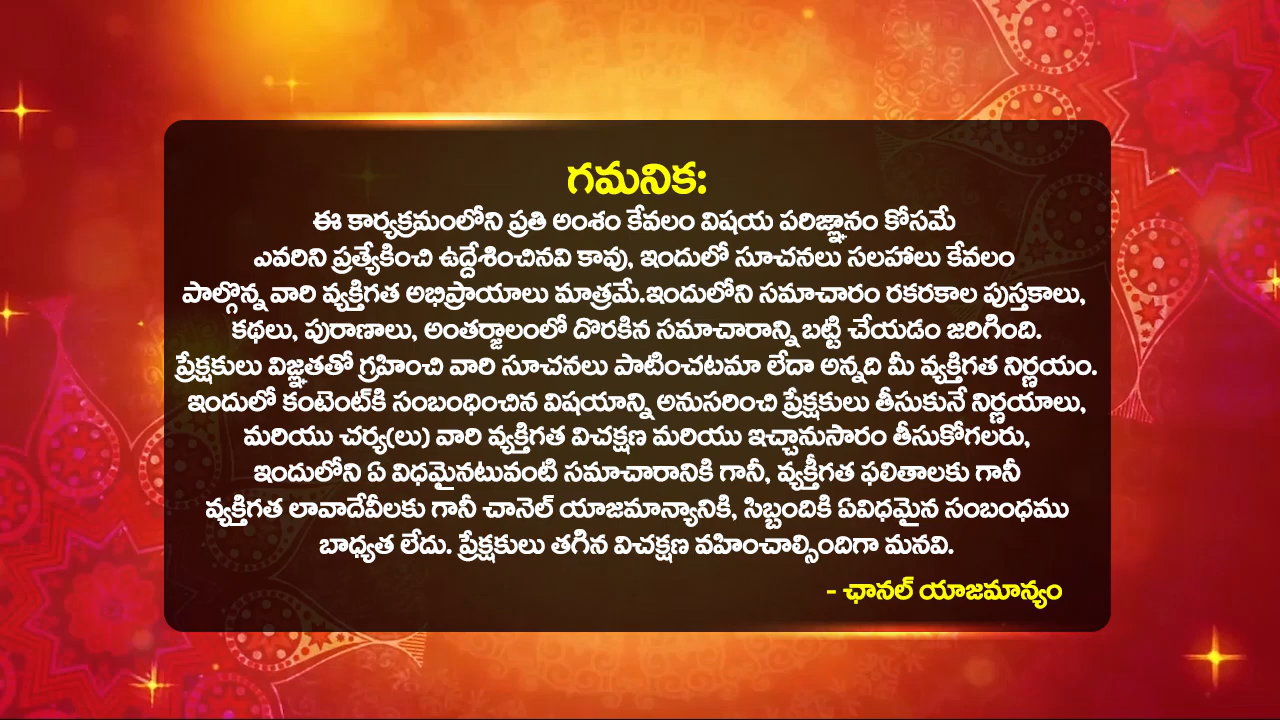 గమనిక:
ఈ కార్యక్రమంలోని ప్రతి అంశం కేవలం విషయ పరిజ్ఞానం కోసమే
ఎవరిని ప్రత్యేకించి ఉద్దేశించినవి కావు, ఇందులో సూచనలు సలహాలు కేవలం
పాల్గొన్న వారి వ్యక్తిగత అభిప్రాయాలు మాత్రమే.ఇందులోని సమాచారం రకరకాల పుస్తకాలు,
కథలు, పురాణాలు, అంతర్జాలంలో దొరకిన సమాచారాన్ని బట్టి చేయడం జరిగింది.
ప్రేక్షకులు విజ్ఞతతో గ్రహించి వారి సూచనలు పాటించటమా లేదా అన్నది మీ వ్యక్తిగత నిర్ణయం.
ఇందులో కంటెంట్‌కి సంబంధించిన విషయాన్ని అనుసరించి ప్రేక్షకులు తీసుకునే నిర్ణయాలు,
మరియు చర్య(లు) వారి వ్యక్తిగత విచక్షణ మరియు ఇచ్చానుసారం తీసుకోగలరు,
ఇందులోని ఏ విధమైనటువంటి సమాచారానికి గానీ, వ్యక్తీగత ఫలితాలకు గానీ
వ్యక్తిగత లావాదేవీలకు గానీ చానెల్ యాజమాన్యానికి, సిబ్బందికి ఏవిధమైన సంబంధము
బాధ్యత లేదు. ప్రేక్షకులు తగిన విచక్షణ వహించాల్సిందిగా మనవి.
- ఛానల్ యాజమాన్యం